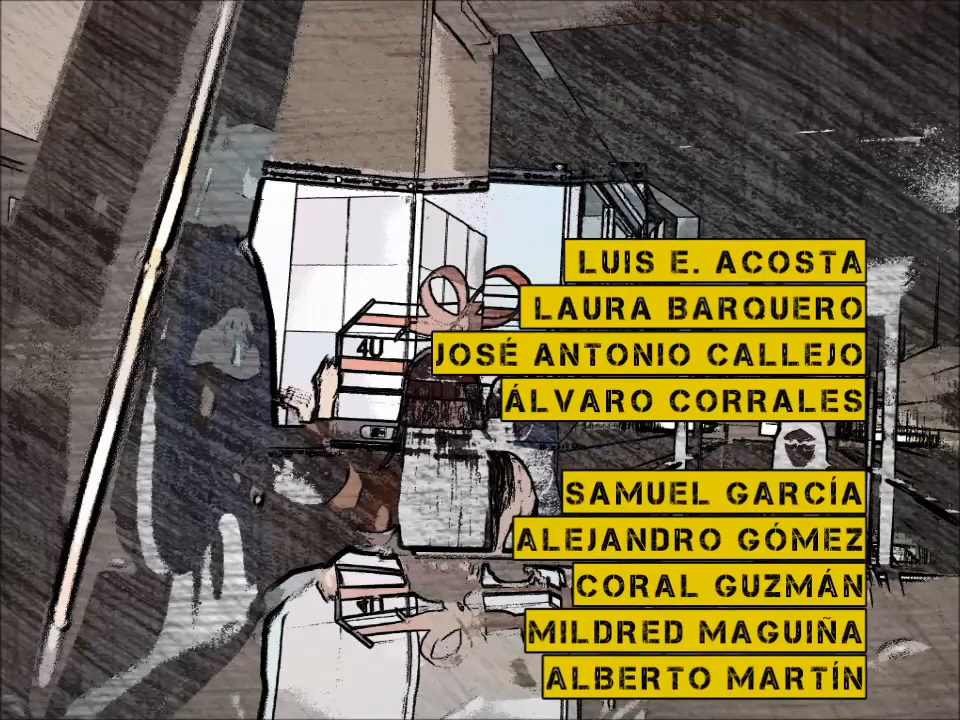 4U
LUIS E. ACOSTA
LAURA BARQUERO
JOSÉ ANTONIO CALLEJO
ÁLVARO CORRALES
SAMUEL GARCÍA
ALEJANDRO GÓMEZ
CORAL GUZMÁN
MILDRED MAGUIÑA
ALBERTO MARTÍN